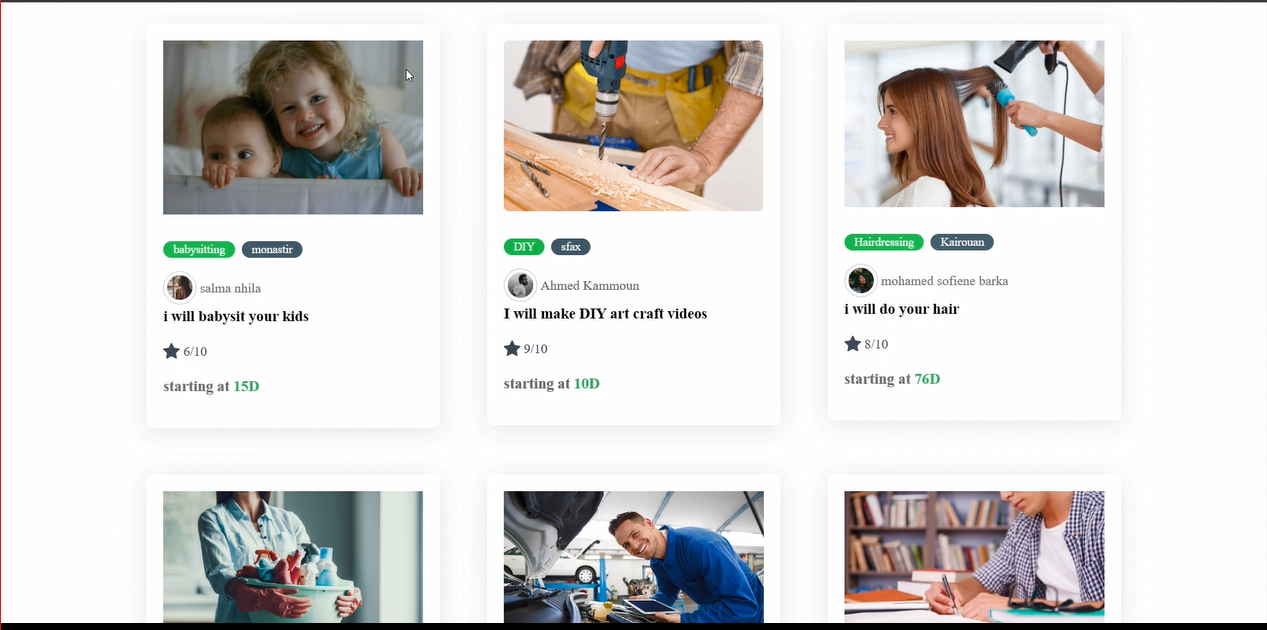 babysitting monastir
salma nhila
i will babysit your kids
6/10
starting at 15D
DIY sfax
Ahmed Kammoun
I will make DIY art craft videos
9/10
starting at 10D
Hairdressing Kairouan
mohamed sofiene barka
i will do your hair
8/10
starting at 76D